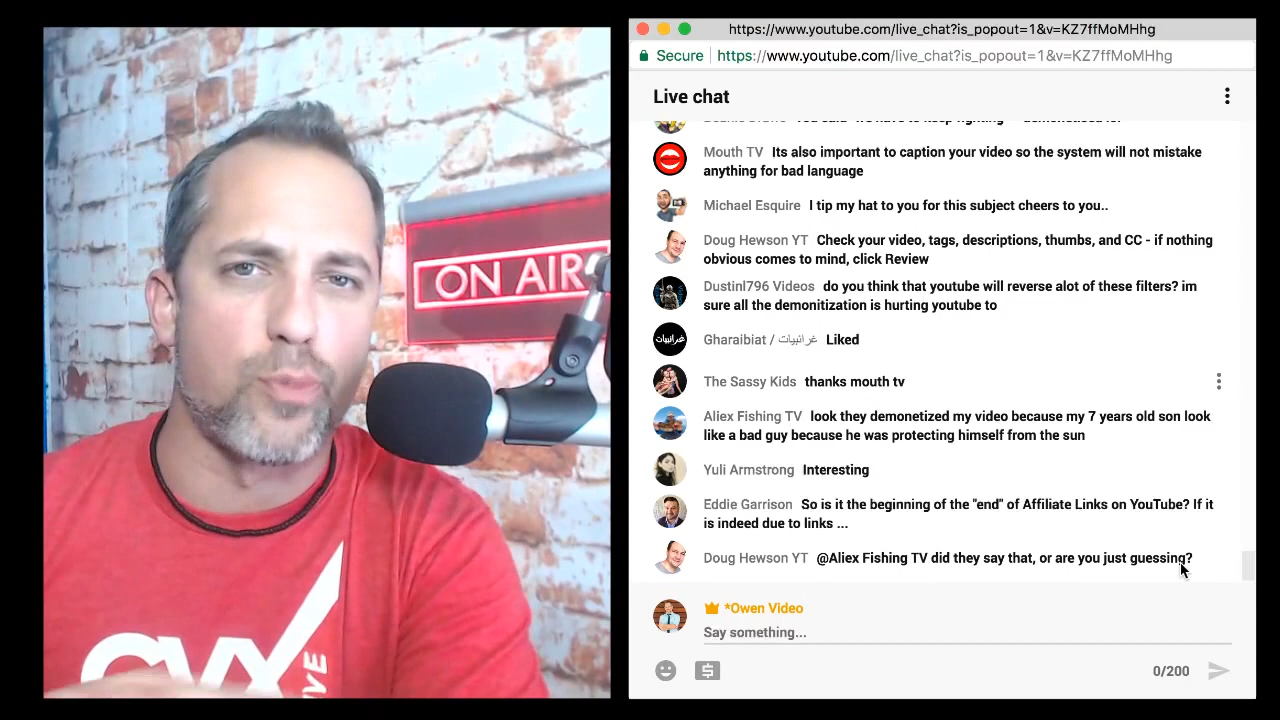 https://www.youtube.com/live_chat?is_popout=1&v=KZ7ffMoMHhg
Secure https://www.youtube.com/live_chat?is_popout=1&v=KZ7ffMoMHhg
Live chat
Mouth TV Its also important to caption your video so the system will not mistake
anything for bad language
Michael Esquire I tip my hat to you for this subject cheers to you..
Doug Hewson YT Check your video, tags, descriptions, thumbs, and CC - if nothing
obvious comes to mind, click Review
Dustinl796 Videos do you think that youtube will reverse alot of these filters? im
sure all the demonitization is hurting youtube to
غرائبيات
Gharaibiat / غرائبيات Liked
The Sassy Kids thanks mouth tv
Aliex Fishing TV look they demonetized my video because my 7 years old son look
like a bad guy because he was protecting himself from the sun
Yuli Armstrong Interesting
Eddie Garrison So is it the beginning of the "end" of Affiliate Links on YouTube? If it
is indeed due to links ...
Doug Hewson YT @Aliex Fishing TV did they say that, or are you just guessing?
*Owen Video
Say something...
0/200
ON AIR